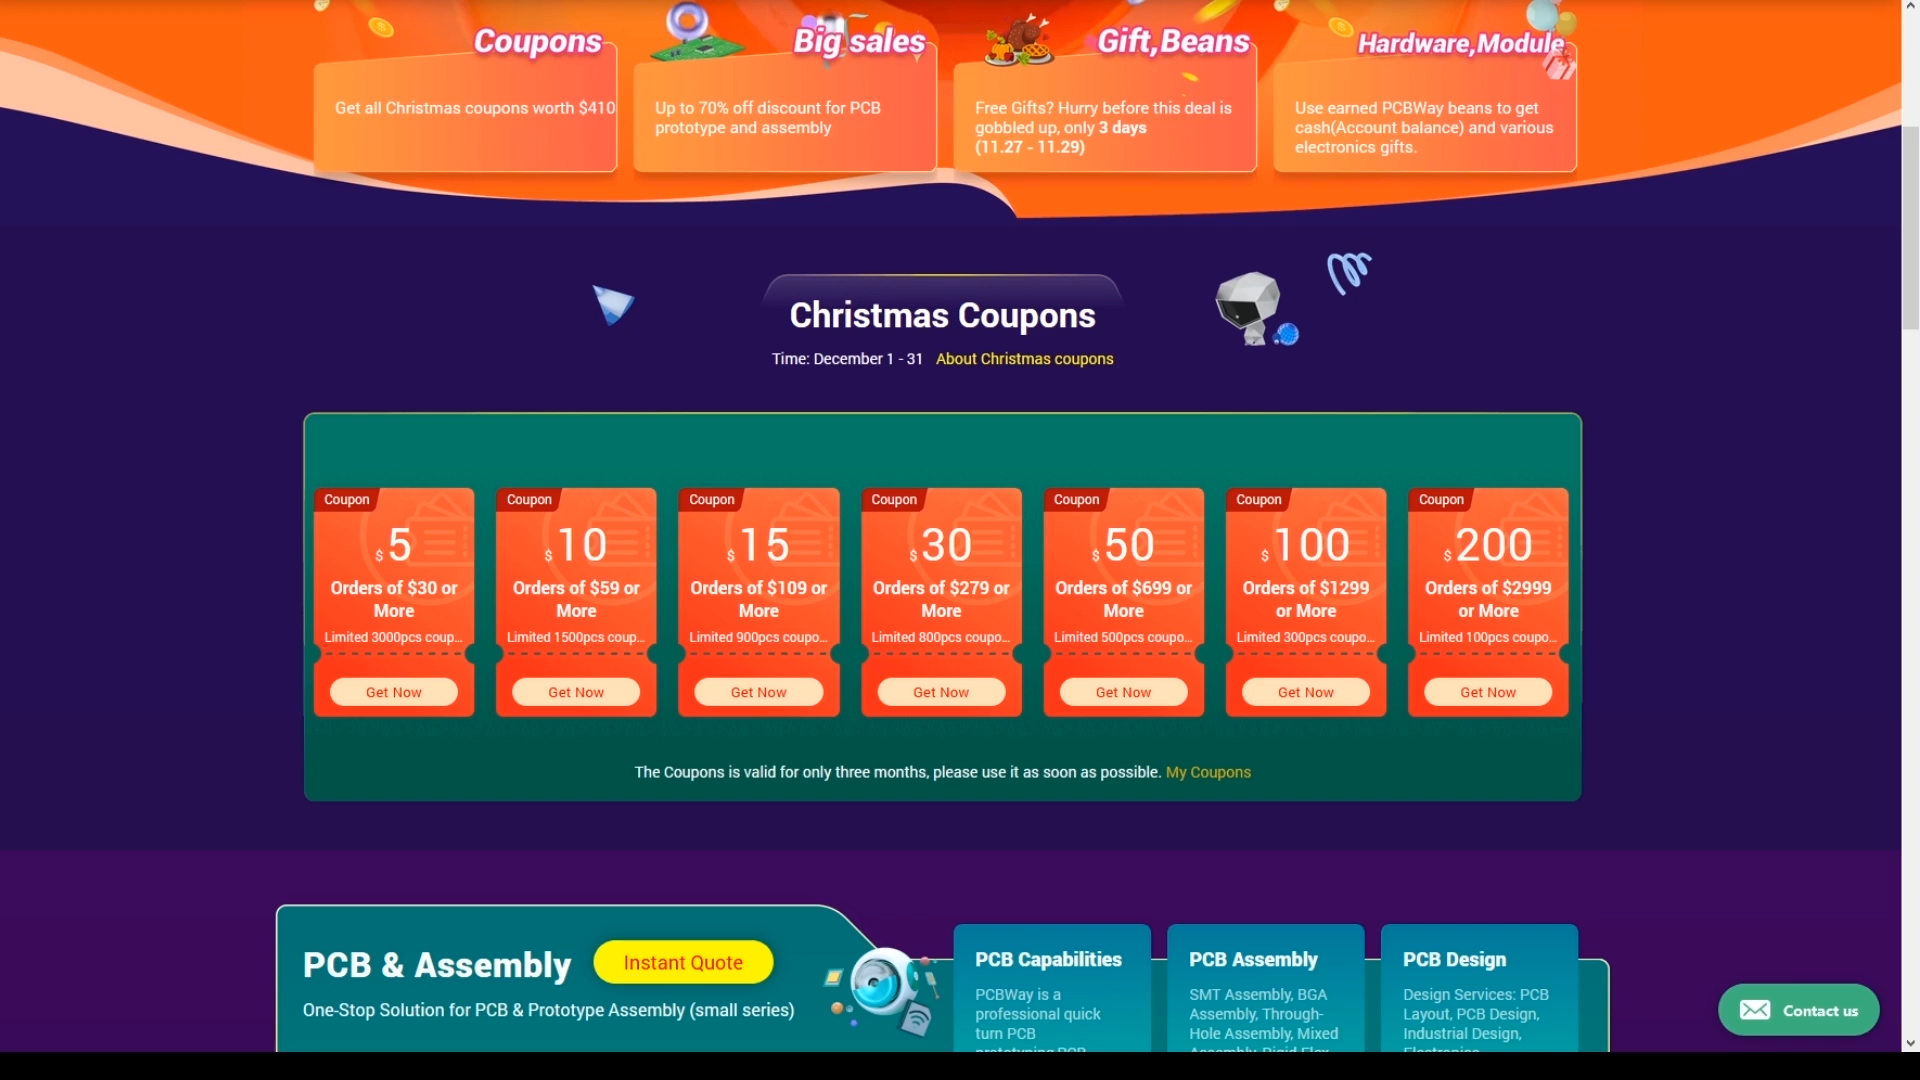 Coupons
Big sales
Gift,Beans
Hardware,Module
Get all Christmas coupons worth $410
Up to 70% off discount for PCB
prototype and assembly
Free Gifts? Hurry before this deal is
gobbled up, only 3 days
(11.27 - 11.29)
Use earned PCBWay beans to get
cash(Account balance) and various
electronics gifts.
Christmas Coupons
Time: December 1 - 31 About Christmas coupons
Coupon
$ 5
Orders of $30 or
More
Limited 3000pcs coup...
Get Now
Coupon
$ 10
Orders of $59 or
More
Limited 1500pcs coup...
Get Now
Coupon
$ 15
Orders of $109 or
More
Limited 900pcs coupo...
Get Now
Coupon
$ 30
Orders of $279 or
More
Limited 800pcs coupo...
Get Now
Coupon
$ 50
Orders of $699 or
More
Limited 500pcs coupo...
Get Now
Coupon
$ 100
Orders of $1299
or More
Limited 300pcs coupo...
Get Now
Coupon
$ 200
Orders of $2999
or More
Limited 100pcs coupo...
Get Now
The Coupons is valid for only three months, please use it as soon as possible. My Coupons
PCB & Assembly
Instant Quote
One-Stop Solution for PCB & Prototype Assembly (small series)
PCB Capabilities
PCBWay is a
professional quick
turn PCB
prototyping PCB
PCB Assembly
SMT Assembly, BGA
Assembly, Through-
Hole Assembly, Mixed
Assembly, Rigid Flex
PCB Design
Design Services: PCB
Layout, PCB Design,
Industrial Design,
Electronics
Contact us